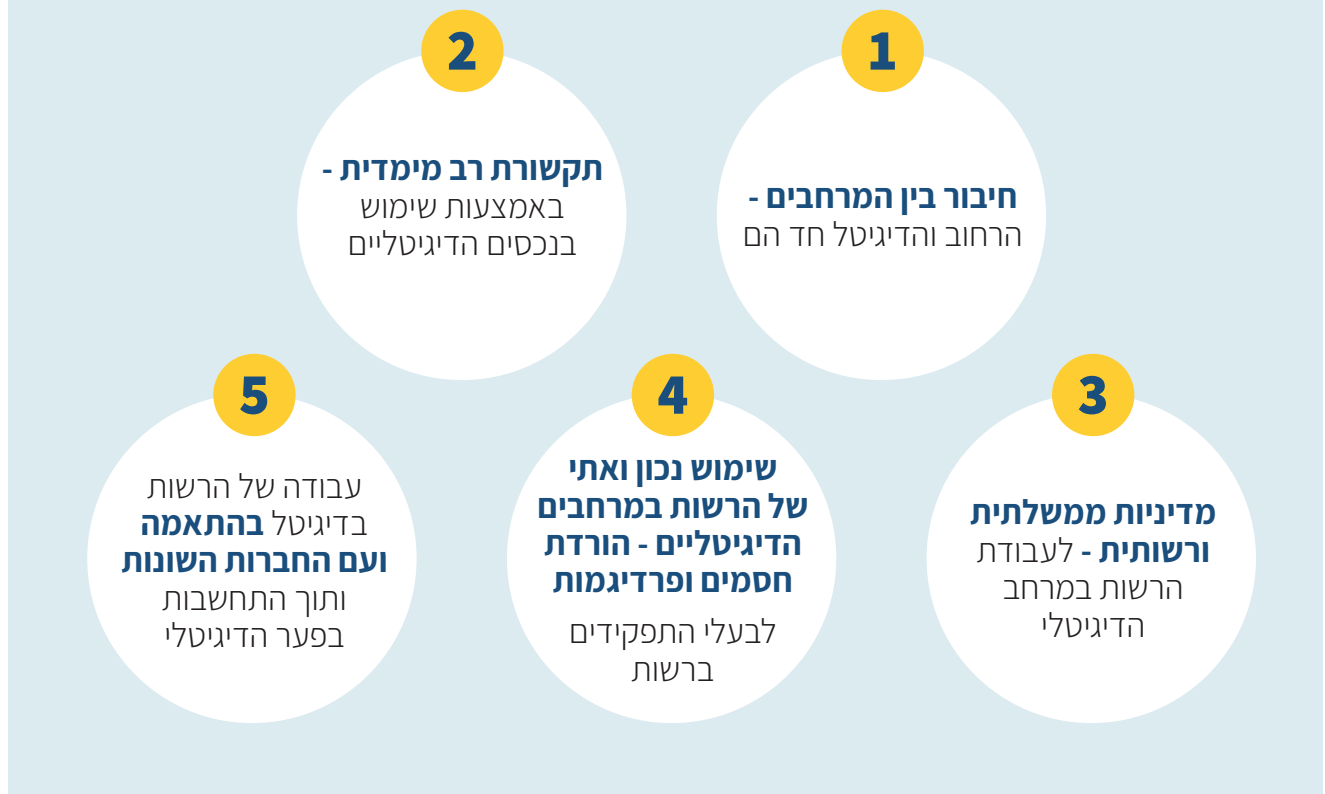 1
חיבור בין המרחבים -
הרחוב והדיגיטל חד הם
2
תקשורת רב מימדית -
באמצעות שימוש
בנכסים הדיגיטליים
3
מדיניות ממשלתית
ורשותית - לעבודת
הרשות במרחב
הדיגיטלי
4
שימוש נכון ואתי
של הרשות במרחבים
הדיגיטליים - הורדת
חסמים ופרדיגמות
לבעלי התפקידים
ברשות
5
עבודה של הרשות
בדיגיטל בהתאמה
ועם החברות השונות
ותוך התחשבות
בפער הדיגיטלי